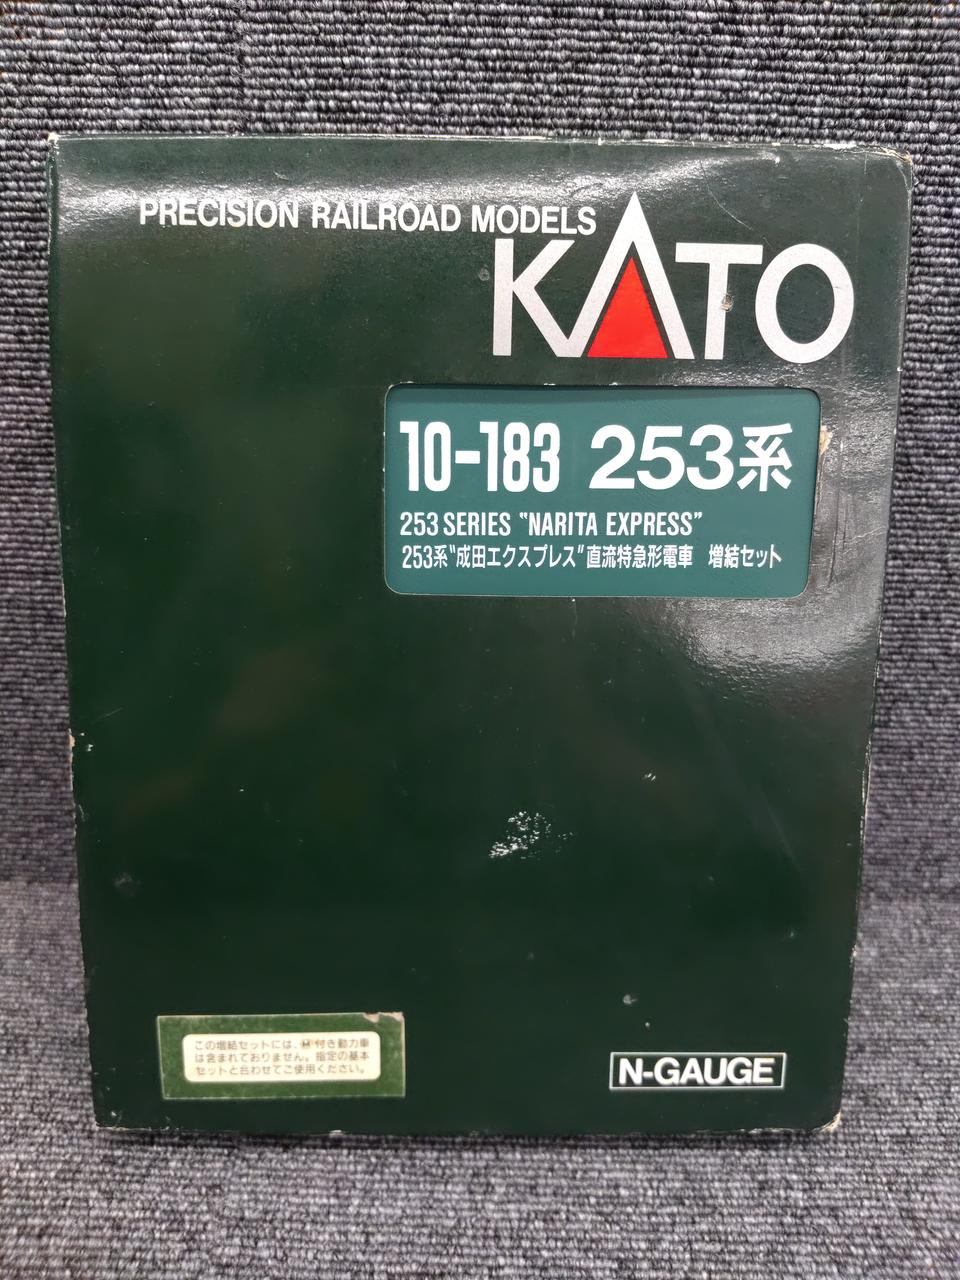 PRECISION RAILROAD MODELS
KATO
10-183 253系
253 SERIES "NARITA EXPRESS"
253系"成田エクスプレス"直流特急形電車 増結セット
この増結セットには、M付き動力車
は含まれておりません。指定の基本
セットと合わせてご使用ください。
N-GAUGE